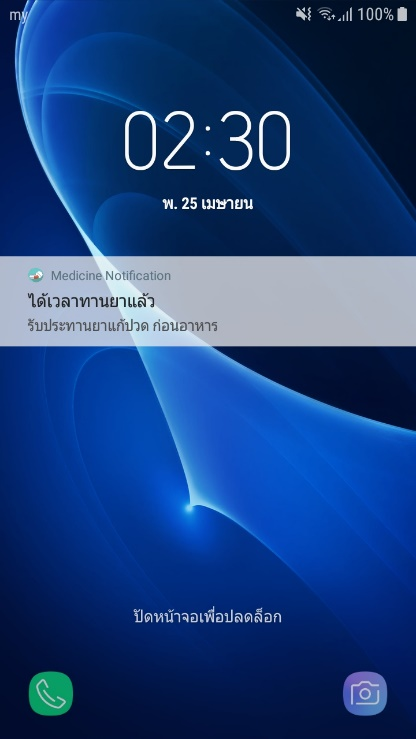 my
100%
02:30
พ. 25 เมษายน
Medicine Notification
ได้เวลาทานยาแล้ว
รับประทานยาแก้ปวด ก่อนอาหาร
ปัดหน้าจอเพื่อปลดล็อก